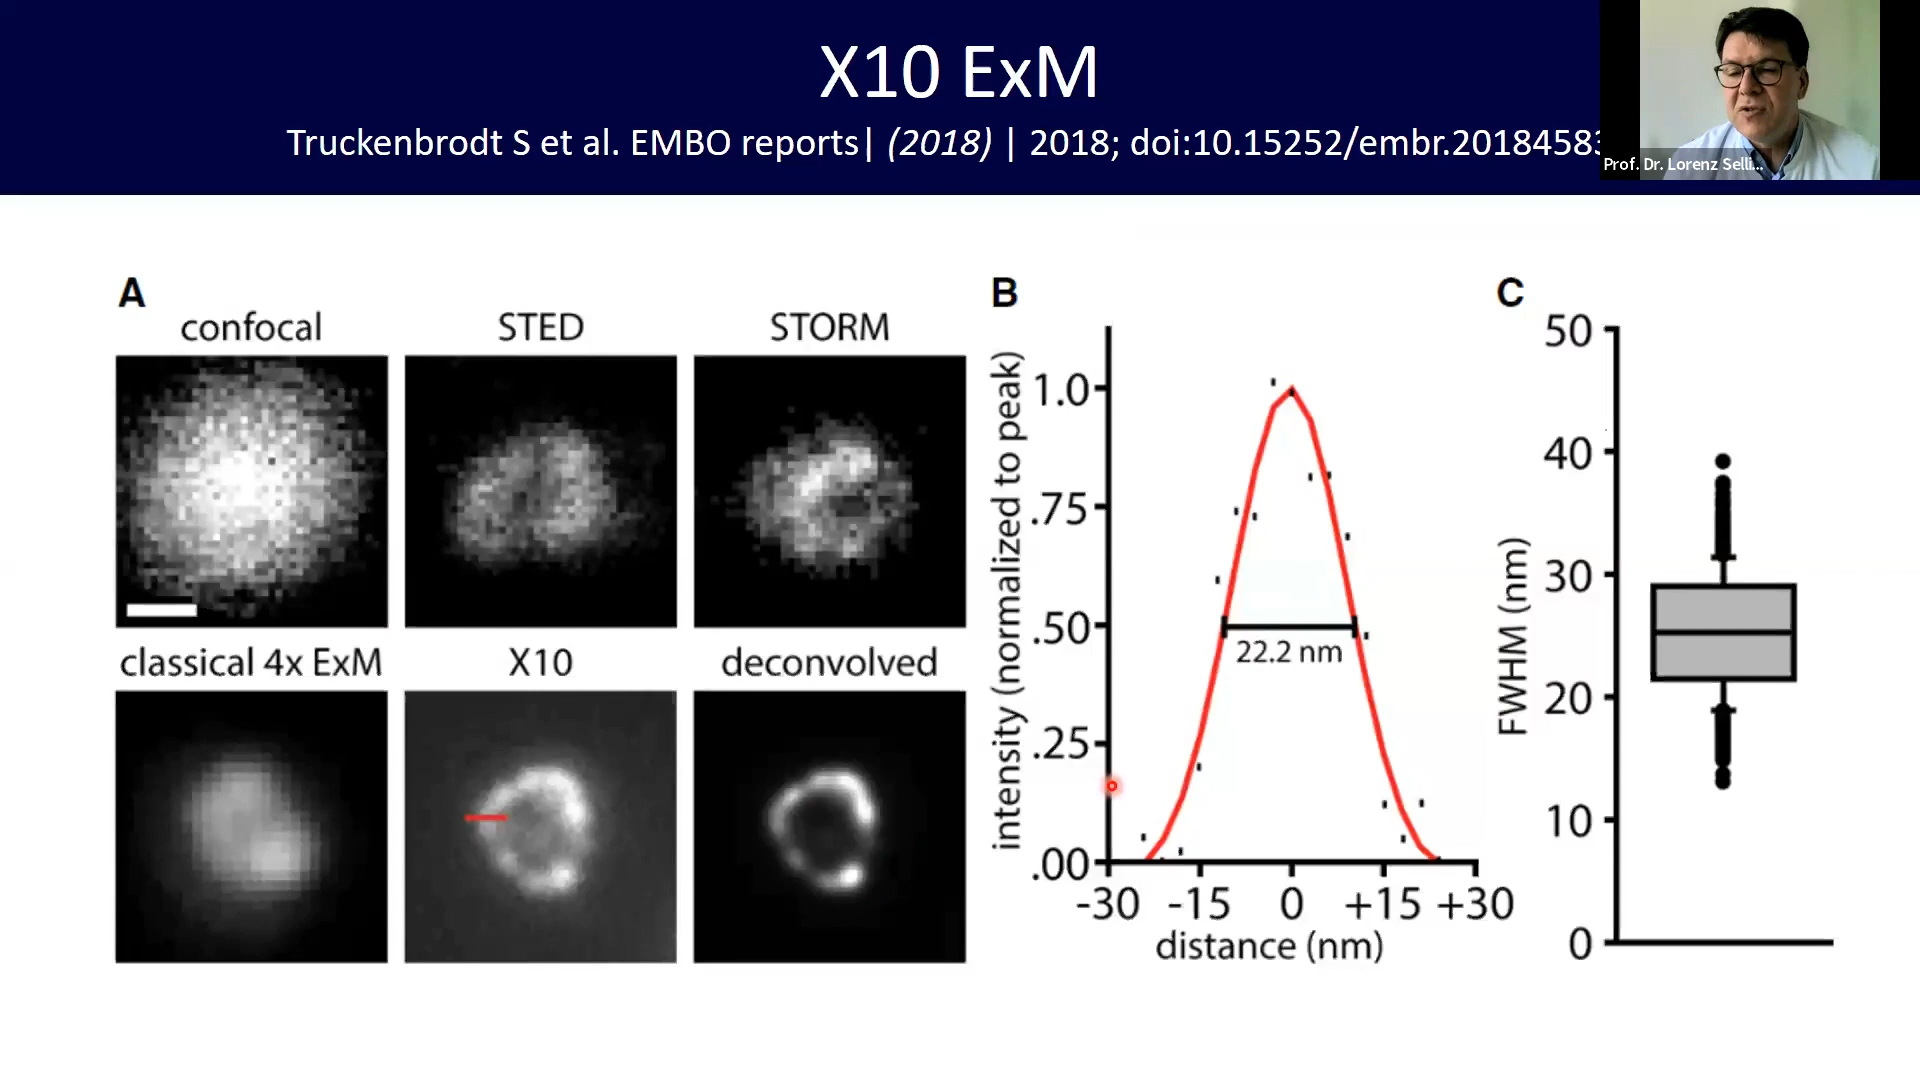 X10 ExM
Truckenbrodt S et al. EMBO reports| (2018) | 2018; doi:10.15252/embr.20184583
Prof. Dr. Lorenz Selli...
A
confocal
STED
STORM
classical 4x ExM
X10
deconvolved
B
intensity (normalized to peak)
1.0
.75
.50
.25
.00
22.2 nm
-30 -15 0 +15 +30
distance (nm)
C
FWHM (nm)
50
40
30
20
10
0